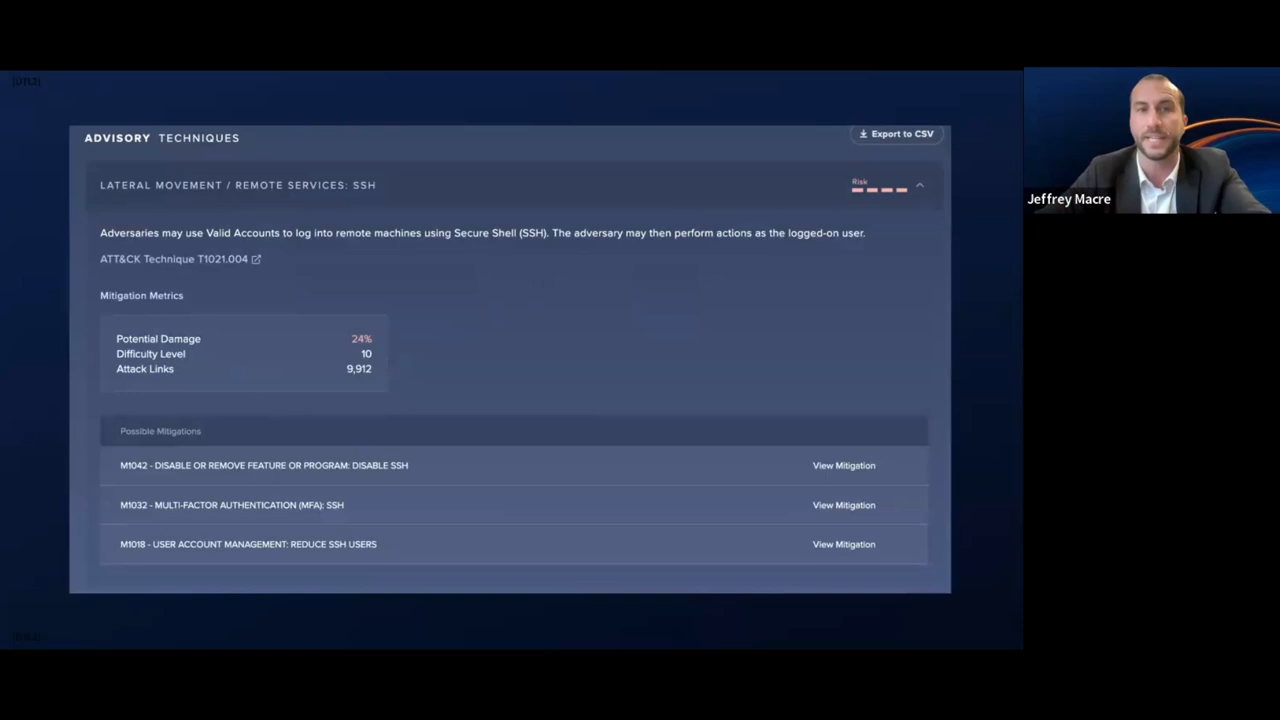 ADVISORY TECHNIQUES
Export to CSV
LATERAL MOVEMENT / REMOTE SERVICES: SSH
Risk
Adversaries may use Valid Accounts to log into remote machines using Secure Shell (SSH). The adversary may then perform actions as the logged-on user.
ATT&CK Technique T1021.004
Mitigation Metrics
Potential Damage 24%
Difficulty Level 10
Attack Links 9,912
Possible Mitigations
M1042 - DISABLE OR REMOVE FEATURE OR PROGRAM: DISABLE SSH View Mitigation
M1032 - MULTI-FACTOR AUTHENTICATION (MFA): SSH View Mitigation
M1018 - USER ACCOUNT MANAGEMENT: REDUCE SSH USERS View Mitigation
Jeffrey Macre